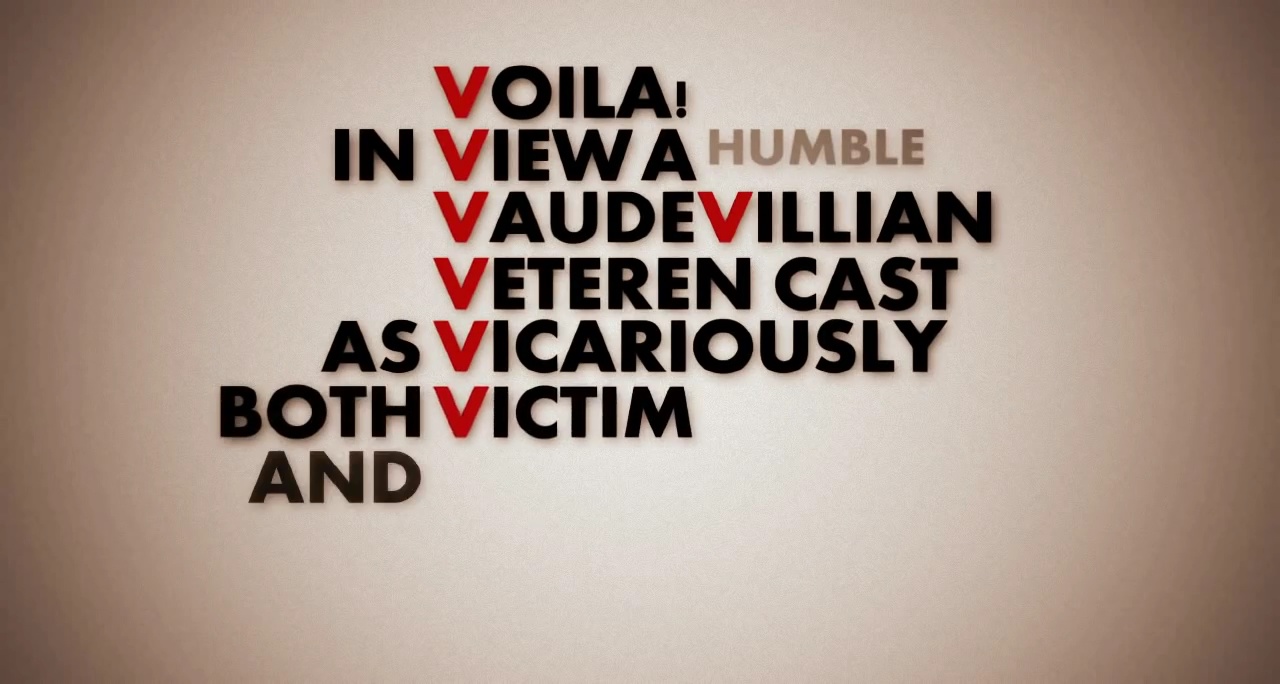 VOILA!
IN VIEW A HUMBLE
VAUDEVILLIAN
VETEREN CAST
AS VICARIOUSLY
BOTH VICTIM
AND